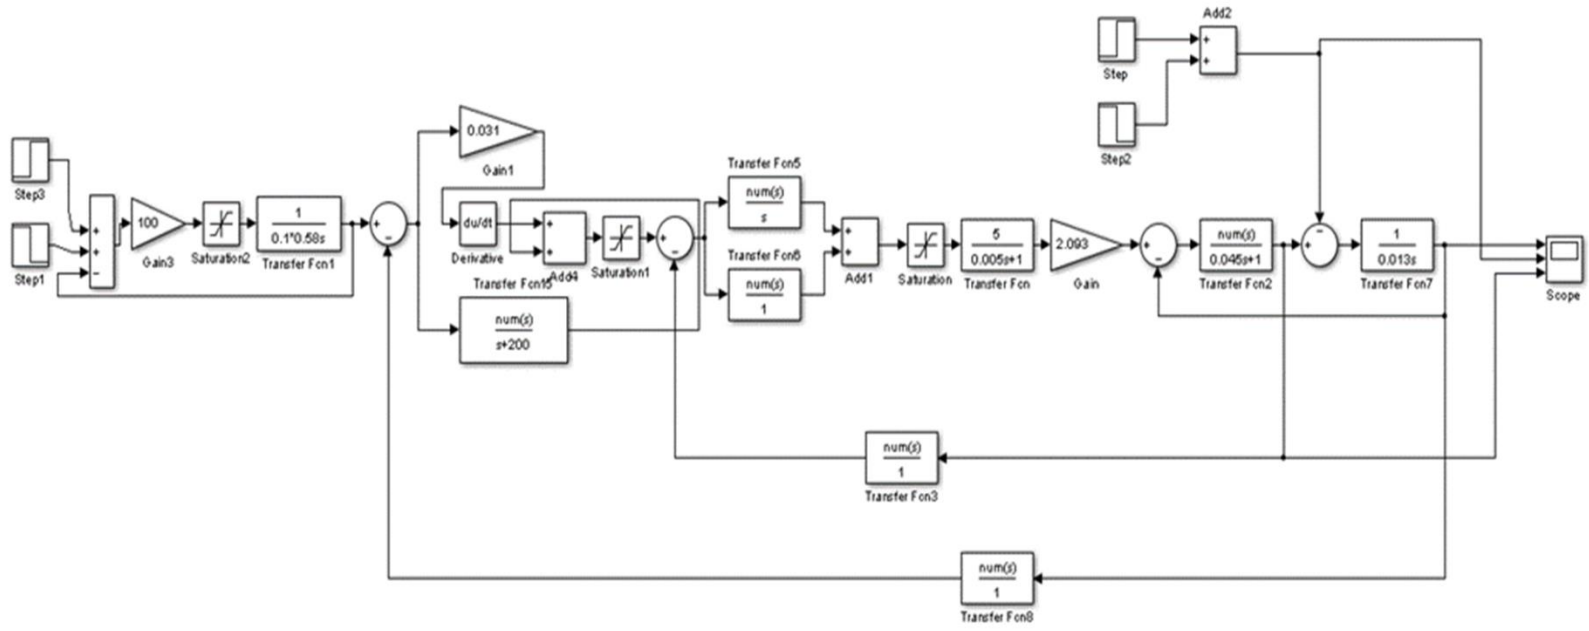 Add2
+
+
Step
Step2
0.031
Gain1
Step3
Step1
+
+
−
100
Gain3
Saturation2
1
0.1*0.58s
Transfer Fcn1
+
−
du/dt
Derivative
+
+
Add4
Saturation1
+
−
Transfer Fcn15
num(s)
s+200
Transfer Fcn5
num(s)
s
Transfer Fcn6
num(s)
1
+
+
Add1
Saturation
5
0.005s+1
Transfer Fcn
2.093
Gain
+
−
num(s)
0.045s+1
Transfer Fcn2
−
+
1
0.013s
Transfer Fcn7
Scope
num(s)
1
Transfer Fcn3
num(s)
1
Transfer Fcn8